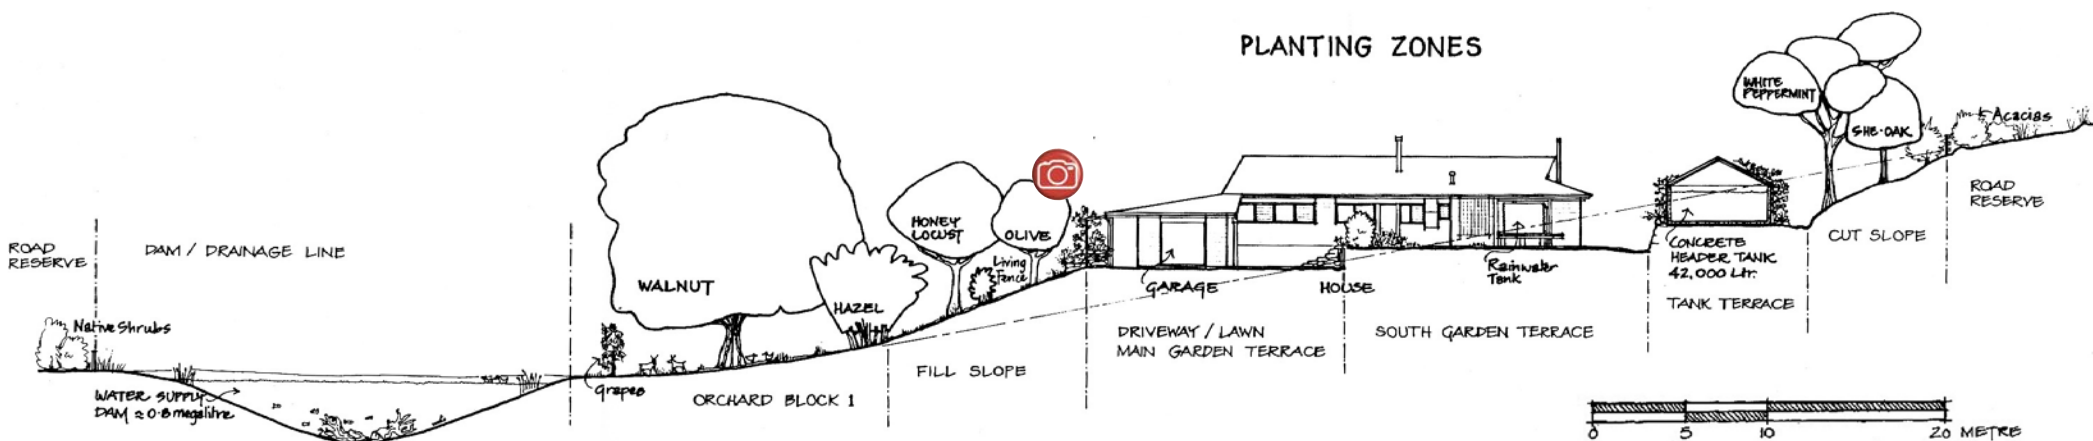 PLANTING ZONES
WHITE
PEPPERMINT
SHE-OAK
Acacias
ROAD
RESERVE
DAM / DRAINAGE LINE
HONEY
LOCUST
OLIVE
Living
Fence
WALNUT
HAZEL
Native Shrubs
WATER SUPPLY
DAM ≈ 0.8 megalitre
Grapes
ORCHARD BLOCK 1
FILL SLOPE
GARAGE
HOUSE
DRIVEWAY / LAWN
MAIN GARDEN TERRACE
Rainwater
Tank
SOUTH GARDEN TERRACE
CONCRETE
HEADER TANK
42,000 Ltr.
TANK TERRACE
CUT SLOPE
ROAD
RESERVE
0 5 10 20 METRE